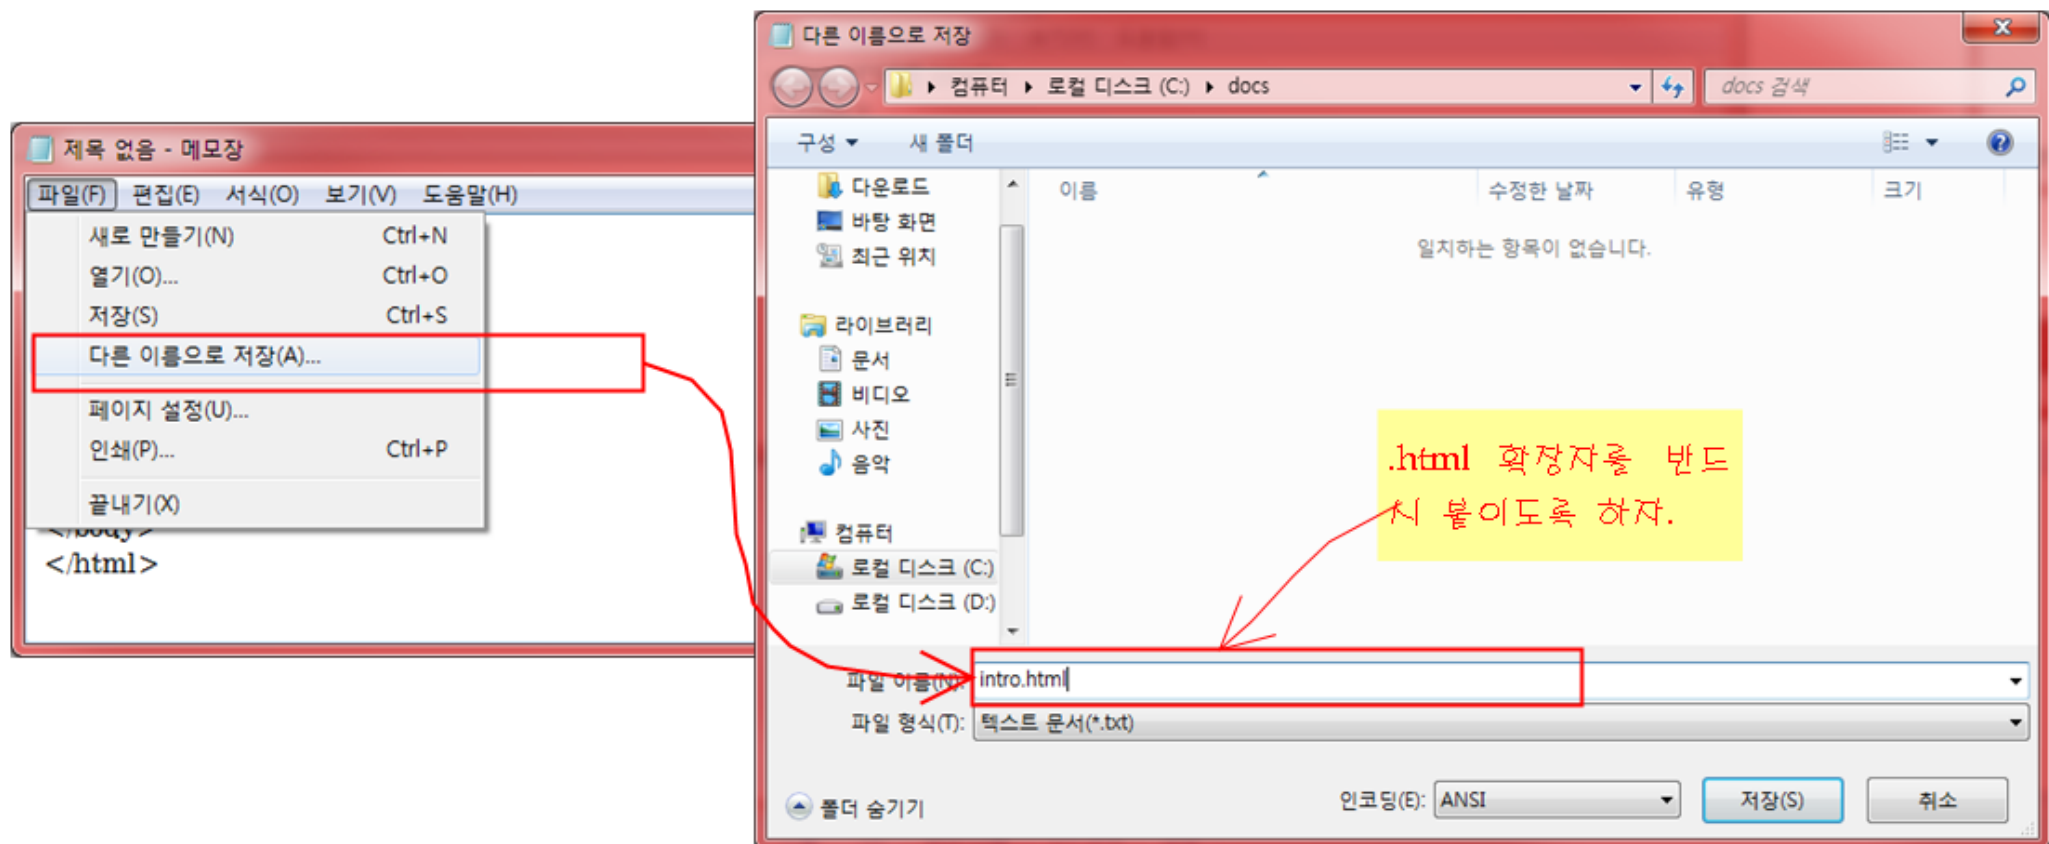 제목 없음 - 메모장
파일(F) 편집(E) 서식(O) 보기(V) 도움말(H)
새로 만들기(N) Ctrl+N
열기(O)... Ctrl+O
저장(S) Ctrl+S
다른 이름으로 저장(A)...
페이지 설정(U)...
인쇄(P)... Ctrl+P
끝내기(X)
</body>
</html>
다른 이름으로 저장
컴퓨터 로컬 디스크 (C:) docs
docs 검색
구성 새 폴더
이름 수정한 날짜 유형 크기
일치하는 항목이 없습니다.
다운로드
바탕 화면
최근 위치
라이브러리
문서
비디오
사진
음악
컴퓨터
로컬 디스크 (C:)
로컬 디스크 (D:)
.html 확장자를 반드
시 붙이도록 하자.
파일 이름(N): intro.html
파일 형식(T): 텍스트 문서(*.txt)
폴더 숨기기
인코딩(E): ANSI 저장(S) 취소